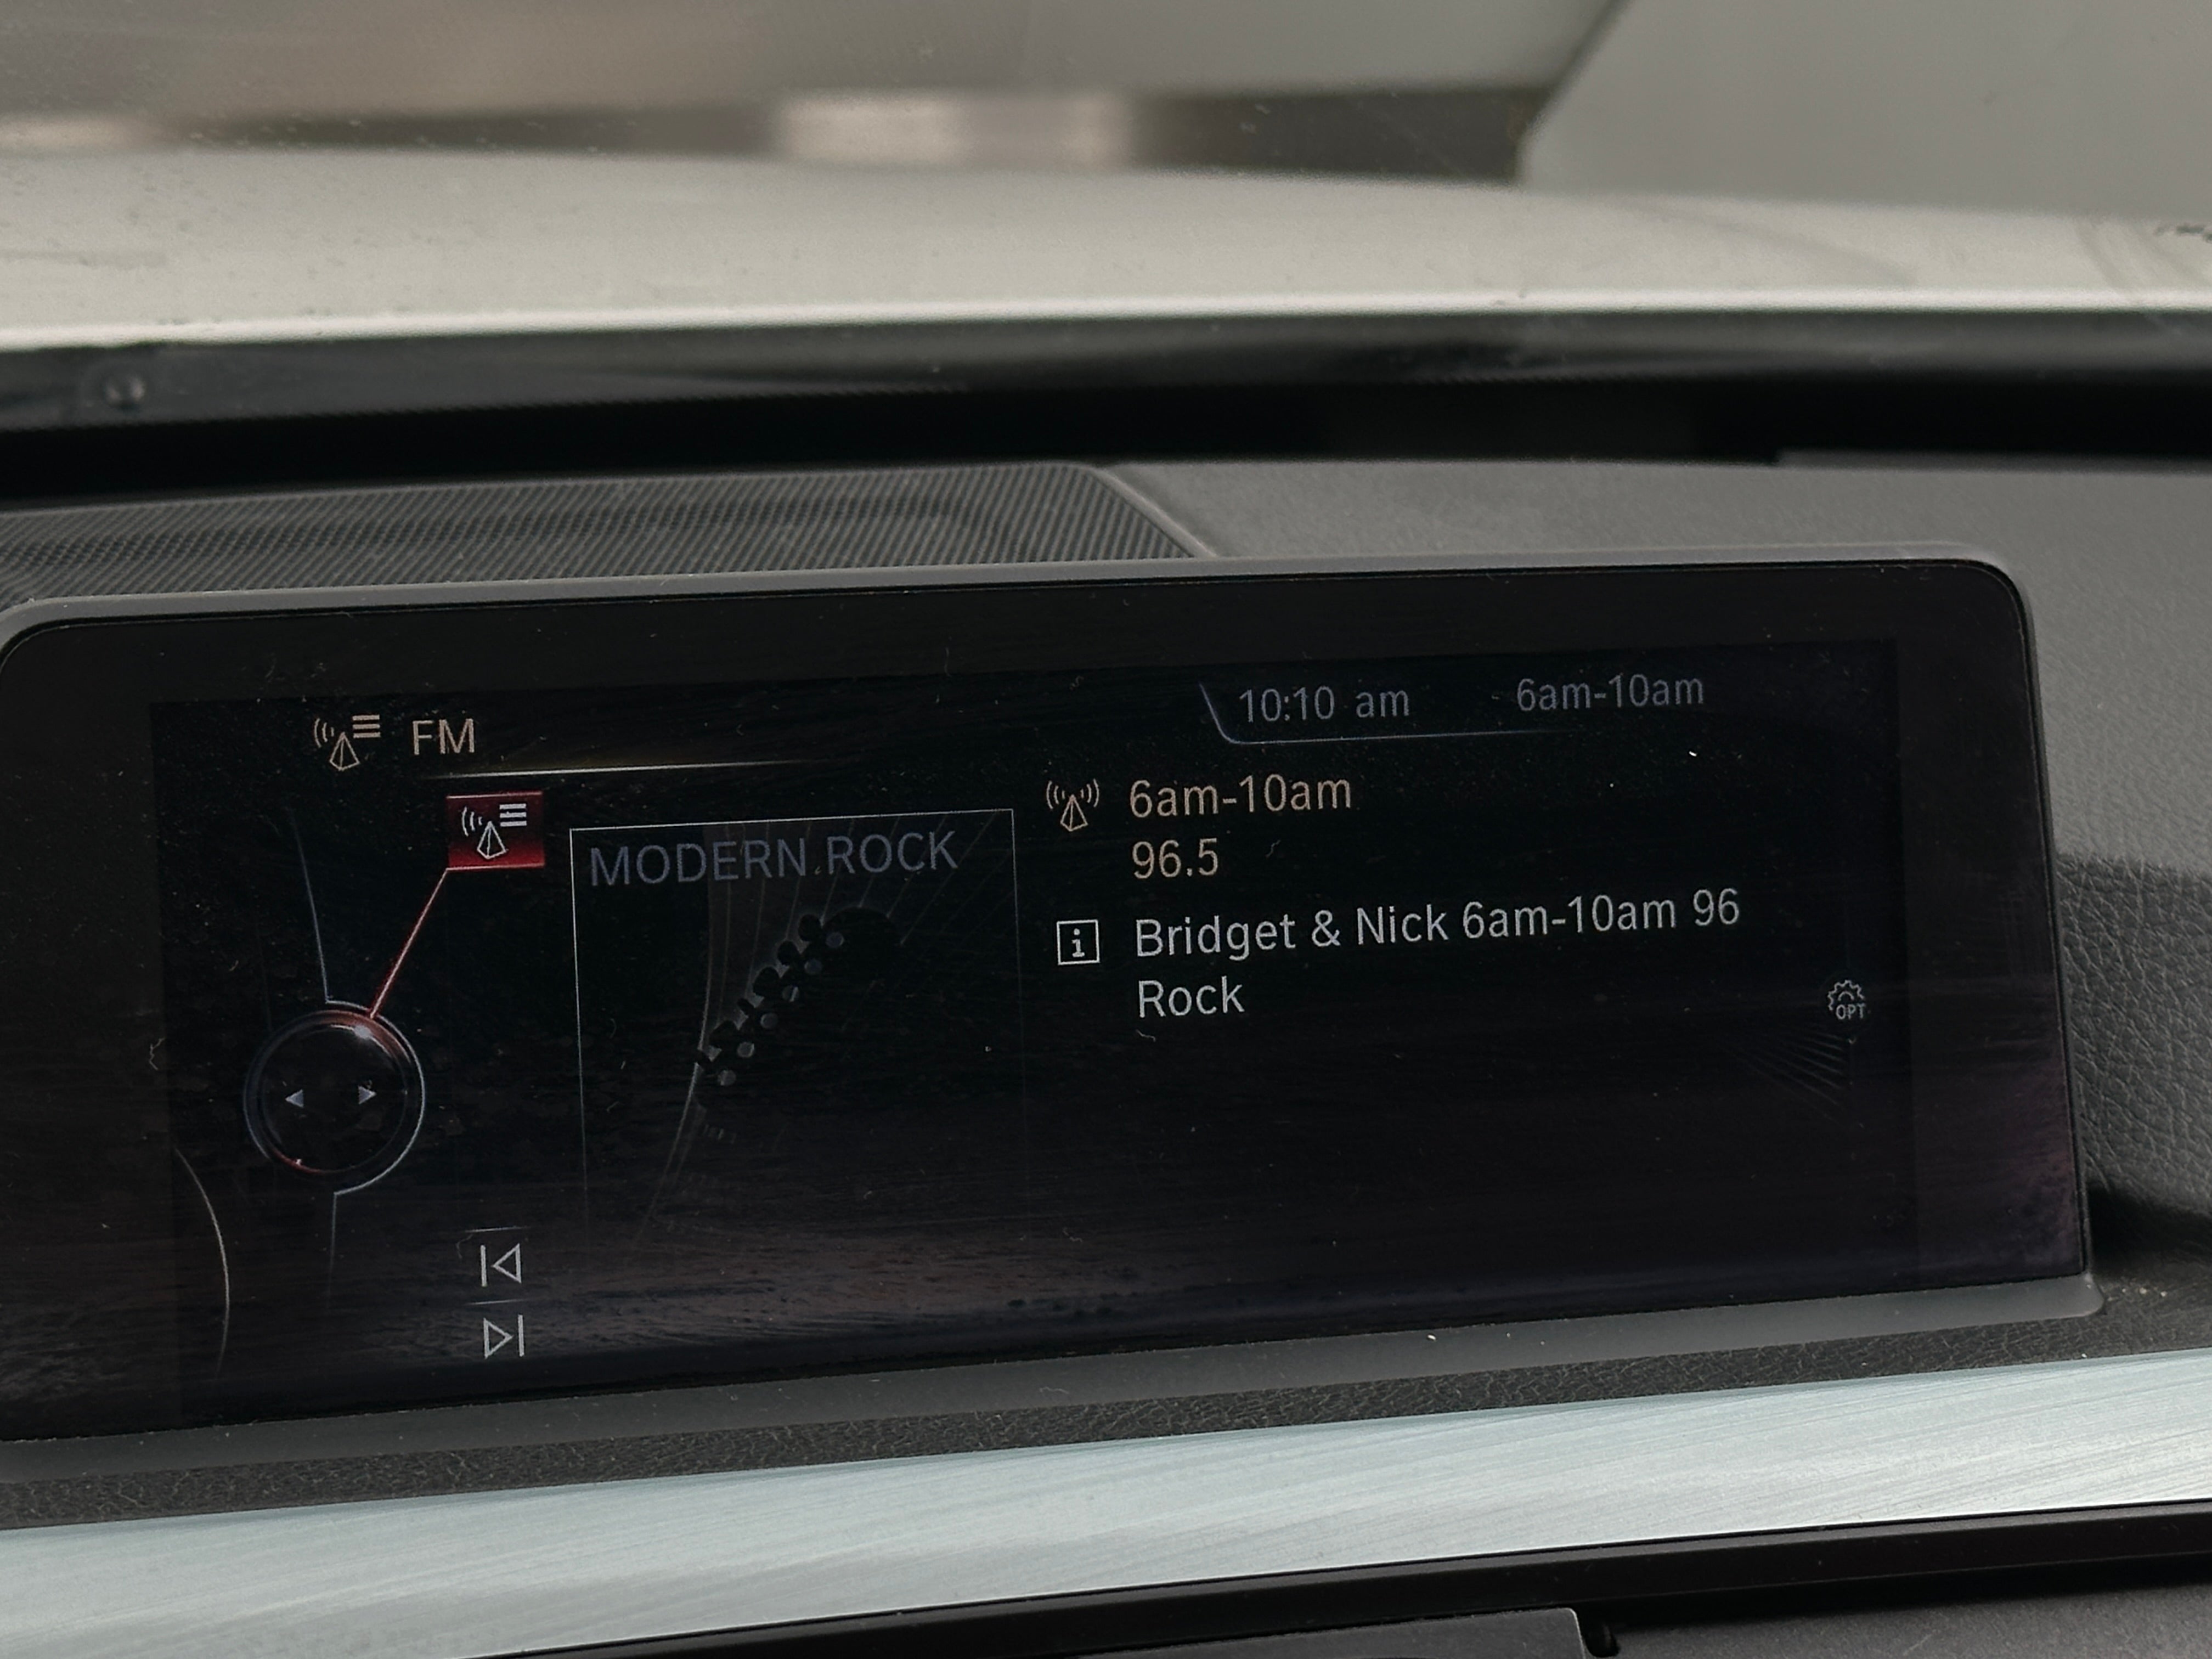 FM
10:10 am 6am-10am
MODERN ROCK
6am-10am
96.5
Bridget & Nick 6am-10am 96
Rock
OPT